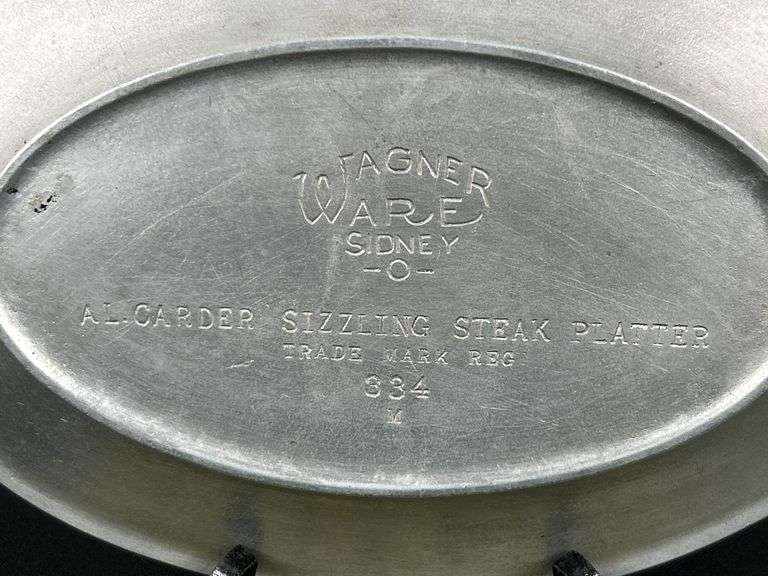 WAGNER
WARE
SIDNEY
-O-
AL. CARDER SIZZLING STEAK PLATTER
TRADE MARK REG
334
M